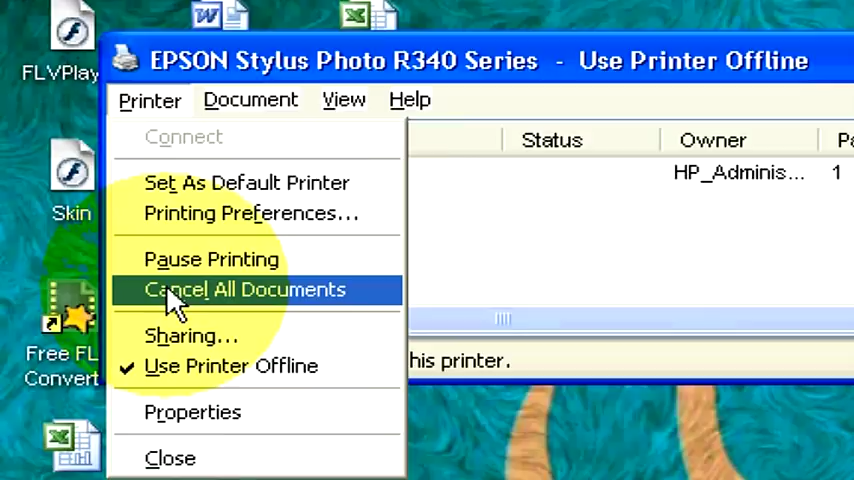 FLVPlay
EPSON Stylus Photo R340 Series - Use Printer Offline
Printer Document View Help
Connect
Status Owner
Set As Default Printer
HP_Adminis... 1
Printing Preferences...
Skin
Pause Printing
Cancel All Documents
Sharing...
Free FL
Convert
Use Printer Offline
his printer.
Properties
Close